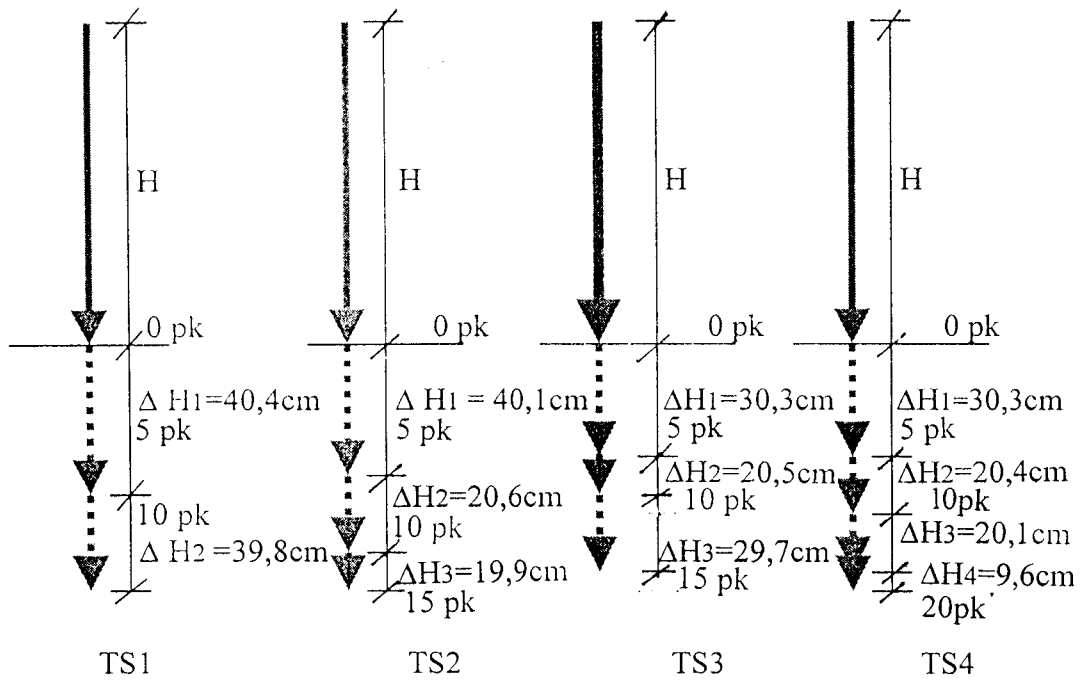 H H H H
0 pk 0 pk 0 pk 0 pk
Δ H1=40,4cm
5 pk
10 pk
Δ H2=39,8cm
Δ H1 = 40,1cm
5 pk
ΔH2=20,6cm
10 pk
ΔH3=19,9cm
15 pk
ΔH1=30,3cm
5 pk
ΔH2=20,5cm
10 pk
ΔH3=29,7cm
15 pk
ΔH1=30,3cm
5 pk
ΔH2=20,4cm
10pk
ΔH3=20,1cm
ΔH4=9,6cm
20pk
TS1 TS2 TS3 TS4